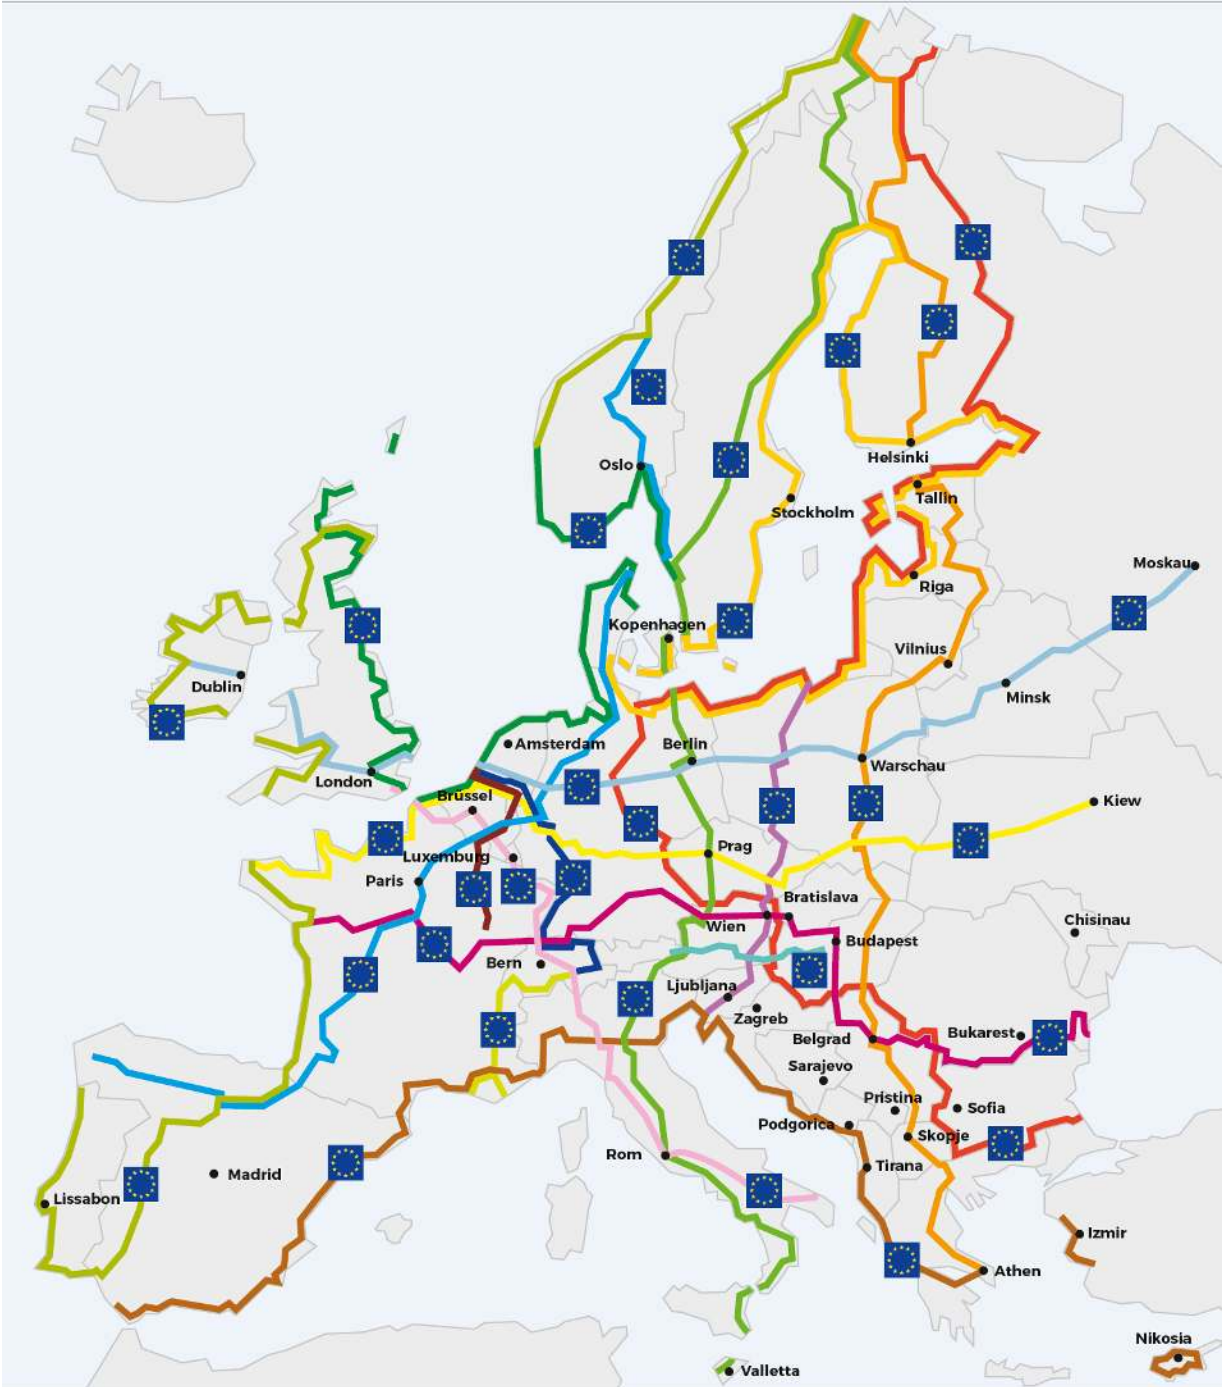 Oslo
Helsinki
Tallin
Stockholm
Moskau
Riga
Kopenhagen
Vilnius
Dublin
Minsk
Amsterdam
Berlin
Warschau
London
Brüssel
Kiew
Prag
Luxemburg
Paris
Bratislava
Wien
Chisinau
Budapest
Bern
Ljubljana
Zagreb
Belgrad
Bukarest
Sarajevo
Pristina
Sofia
Podgorica
Skopje
Rom
Tirana
Madrid
Lissabon
Izmir
Athen
Nikosia
Valletta